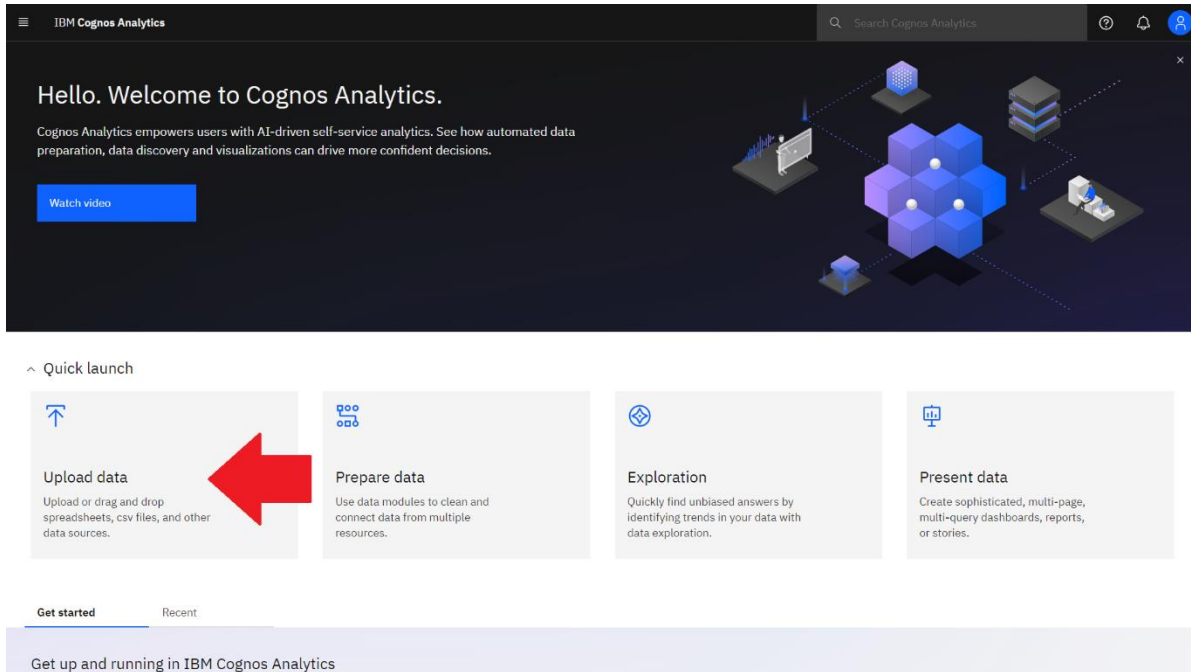 IBM Cognos Analytics
Search Cognos Analytics
Hello. Welcome to Cognos Analytics.
Cognos Analytics empowers users with AI-driven self-service analytics. See how automated data
preparation, data discovery and visualizations can drive more confident decisions.
Watch video
Quick launch
Upload data
Upload or drag and drop
spreadsheets, csv files, and other
data sources.
Prepare data
Use data modules to clean and
connect data from multiple
resources.
Exploration
Quickly find unbiased answers by
identifying trends in your data with
data exploration.
Present data
Create sophisticated, multi-page,
multi-query dashboards, reports,
or stories.
Get started
Recent
Get up and running in IBM Cognos Analytics